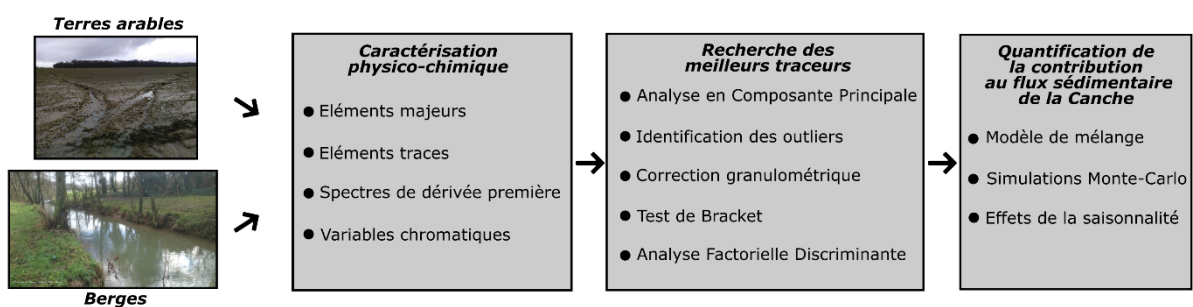 Terres arables
Berges
Caractérisation
physico-chimique
● Eléments majeurs
● Eléments traces
● Spectres de dérivée première
● Variables chromatiques
Recherche des
meilleurs traceurs
● Analyse en Composante Principale
● Identification des outliers
● Correction granulométrique
● Test de Bracket
● Analyse Factorielle Discriminante
Quantification de
la contribution
au flux sédimentaire
de la Canche
● Modèle de mélange
● Simulations Monte-Carlo
● Effets de la saisonnalité